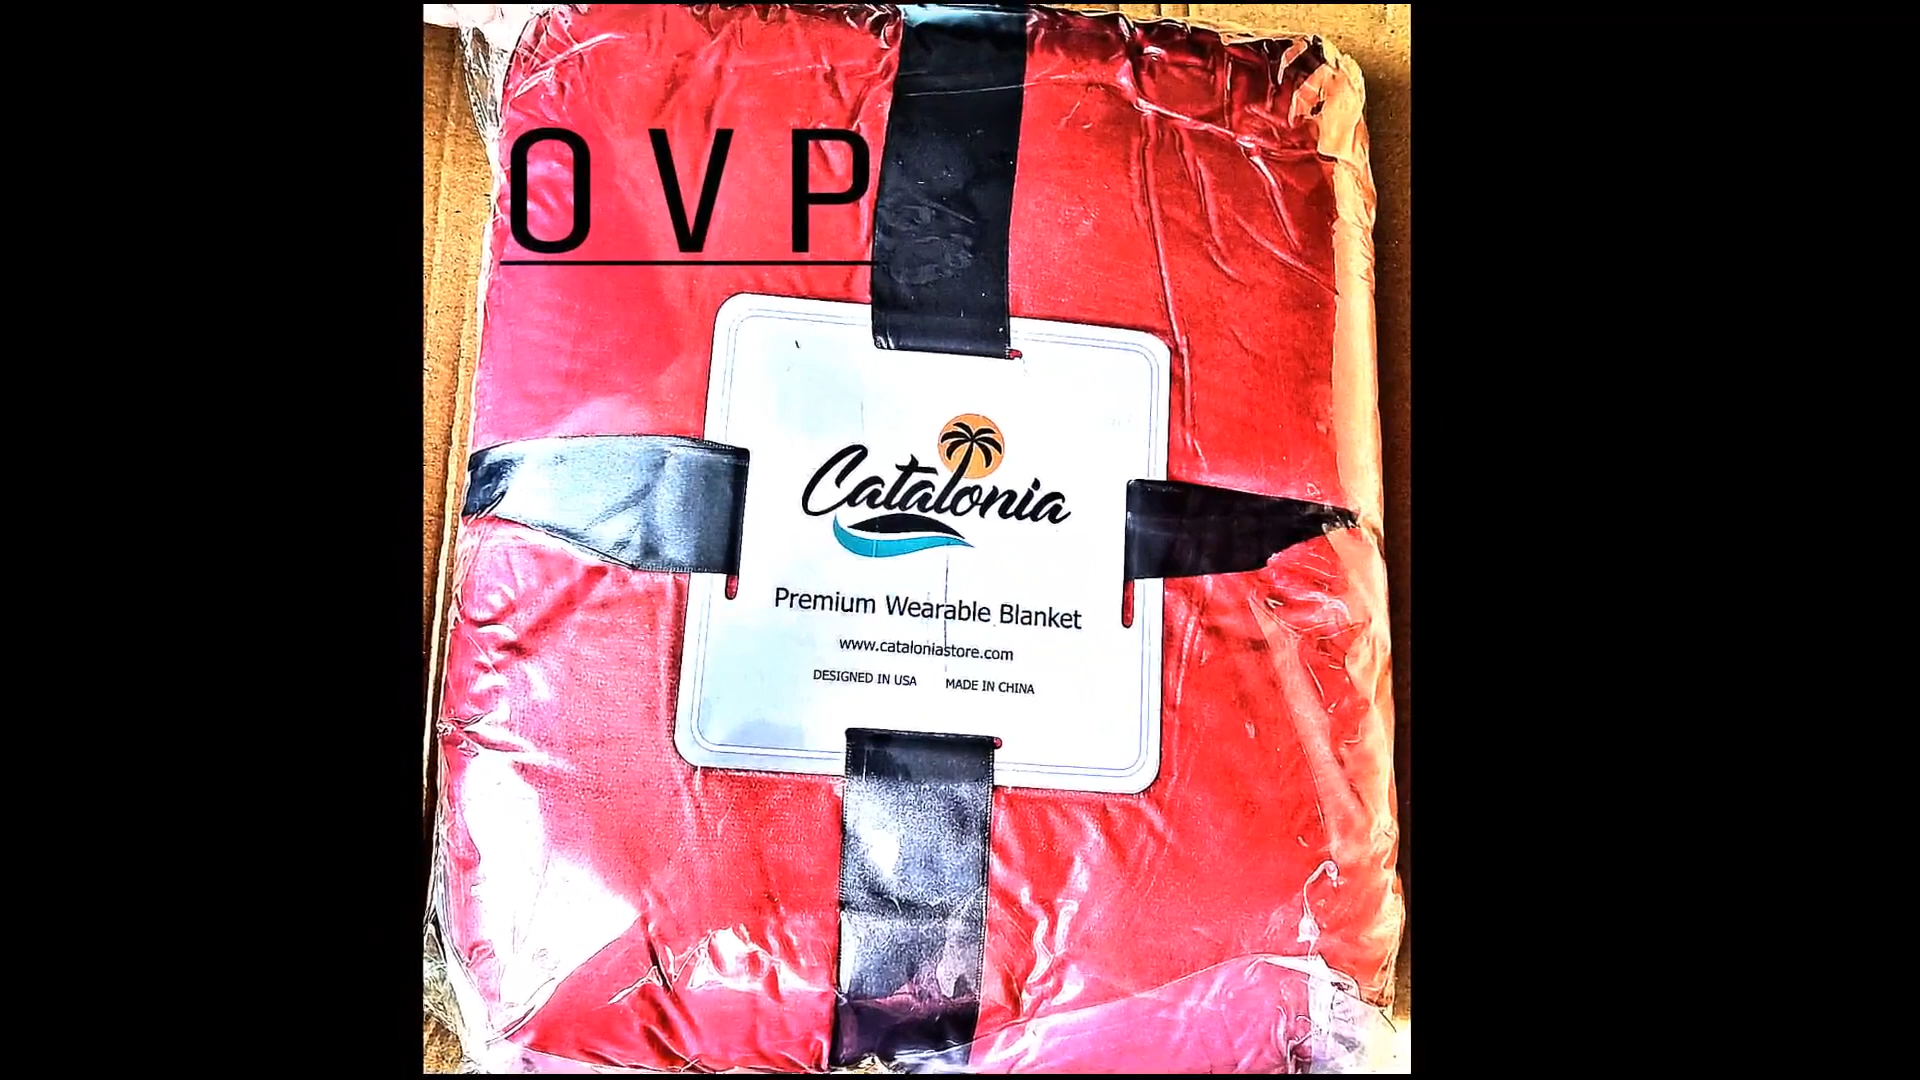 OVP
Catalonia
Premium Wearable Blanket
www.cataloniastore.com
DESIGNED IN USA MADE IN CHINA